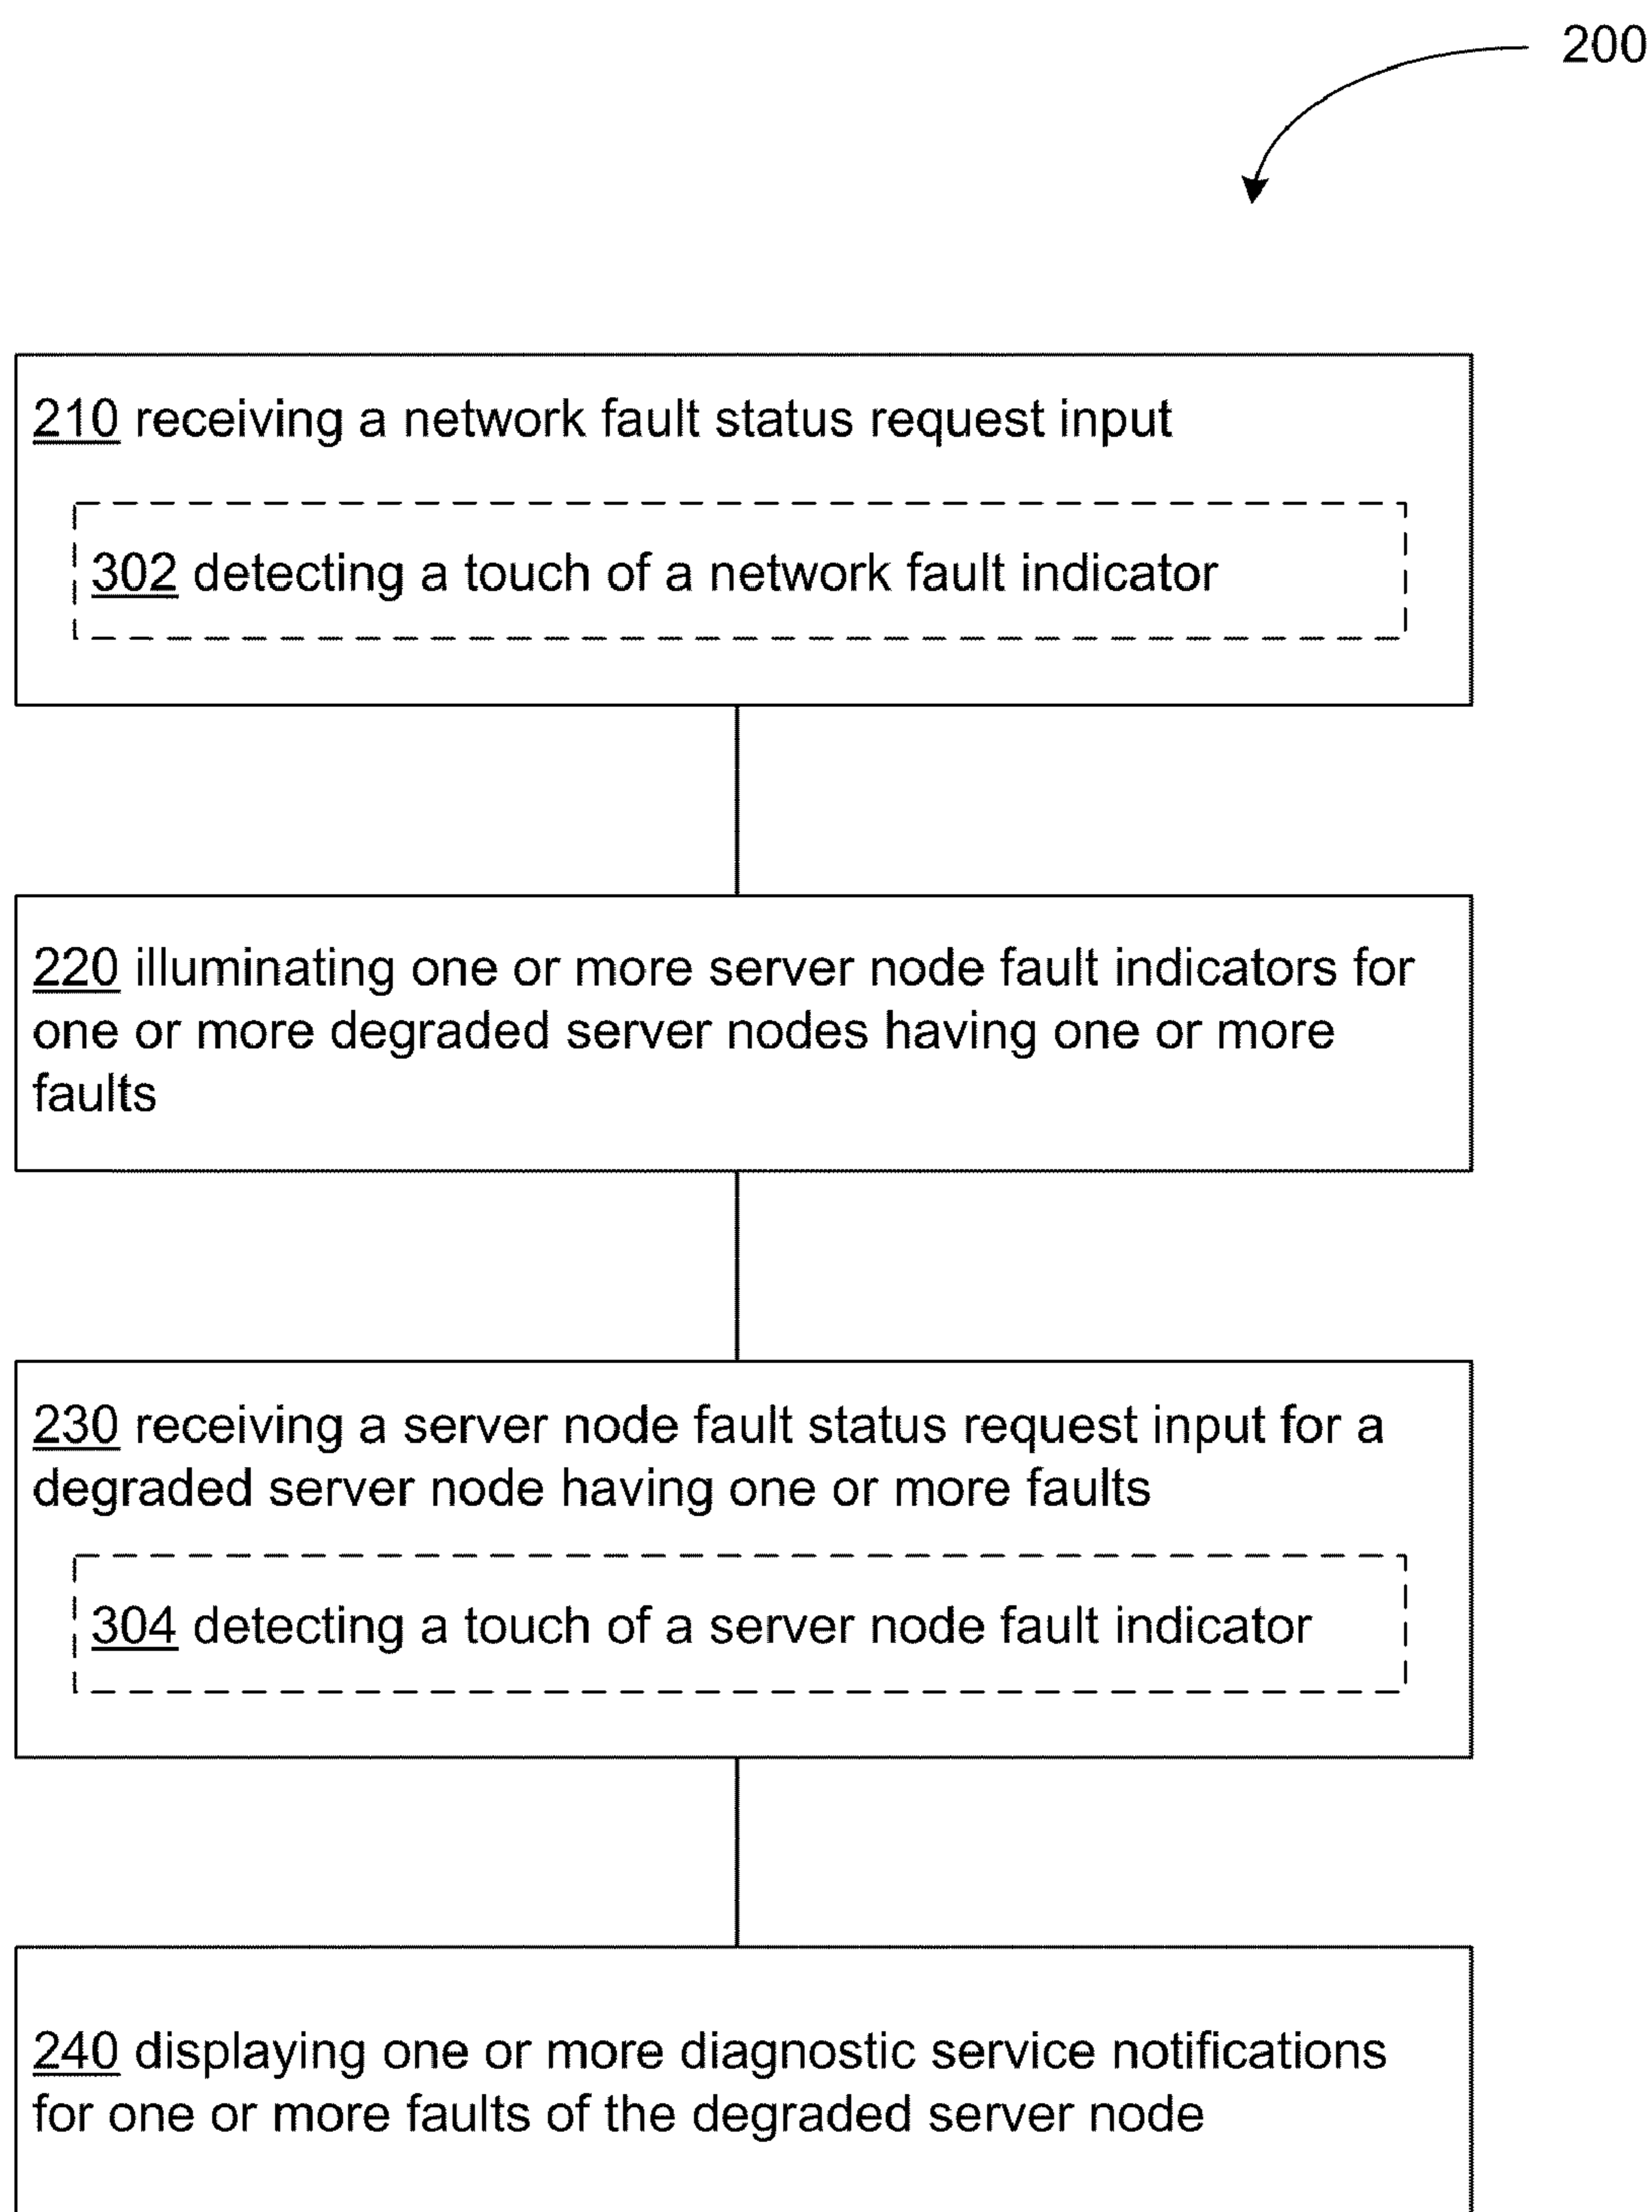 200
210 receiving a network fault status request input
302 detecting a touch of a network fault indicator
220 illuminating one or more server node fault indicators for
one or more degraded server nodes having one or more
faults
230 receiving a server node fault status request input for a
degraded server node having one or more faults
304 detecting a touch of a server node fault indicator
240 displaying one or more diagnostic service notifications
for one or more faults of the degraded server node